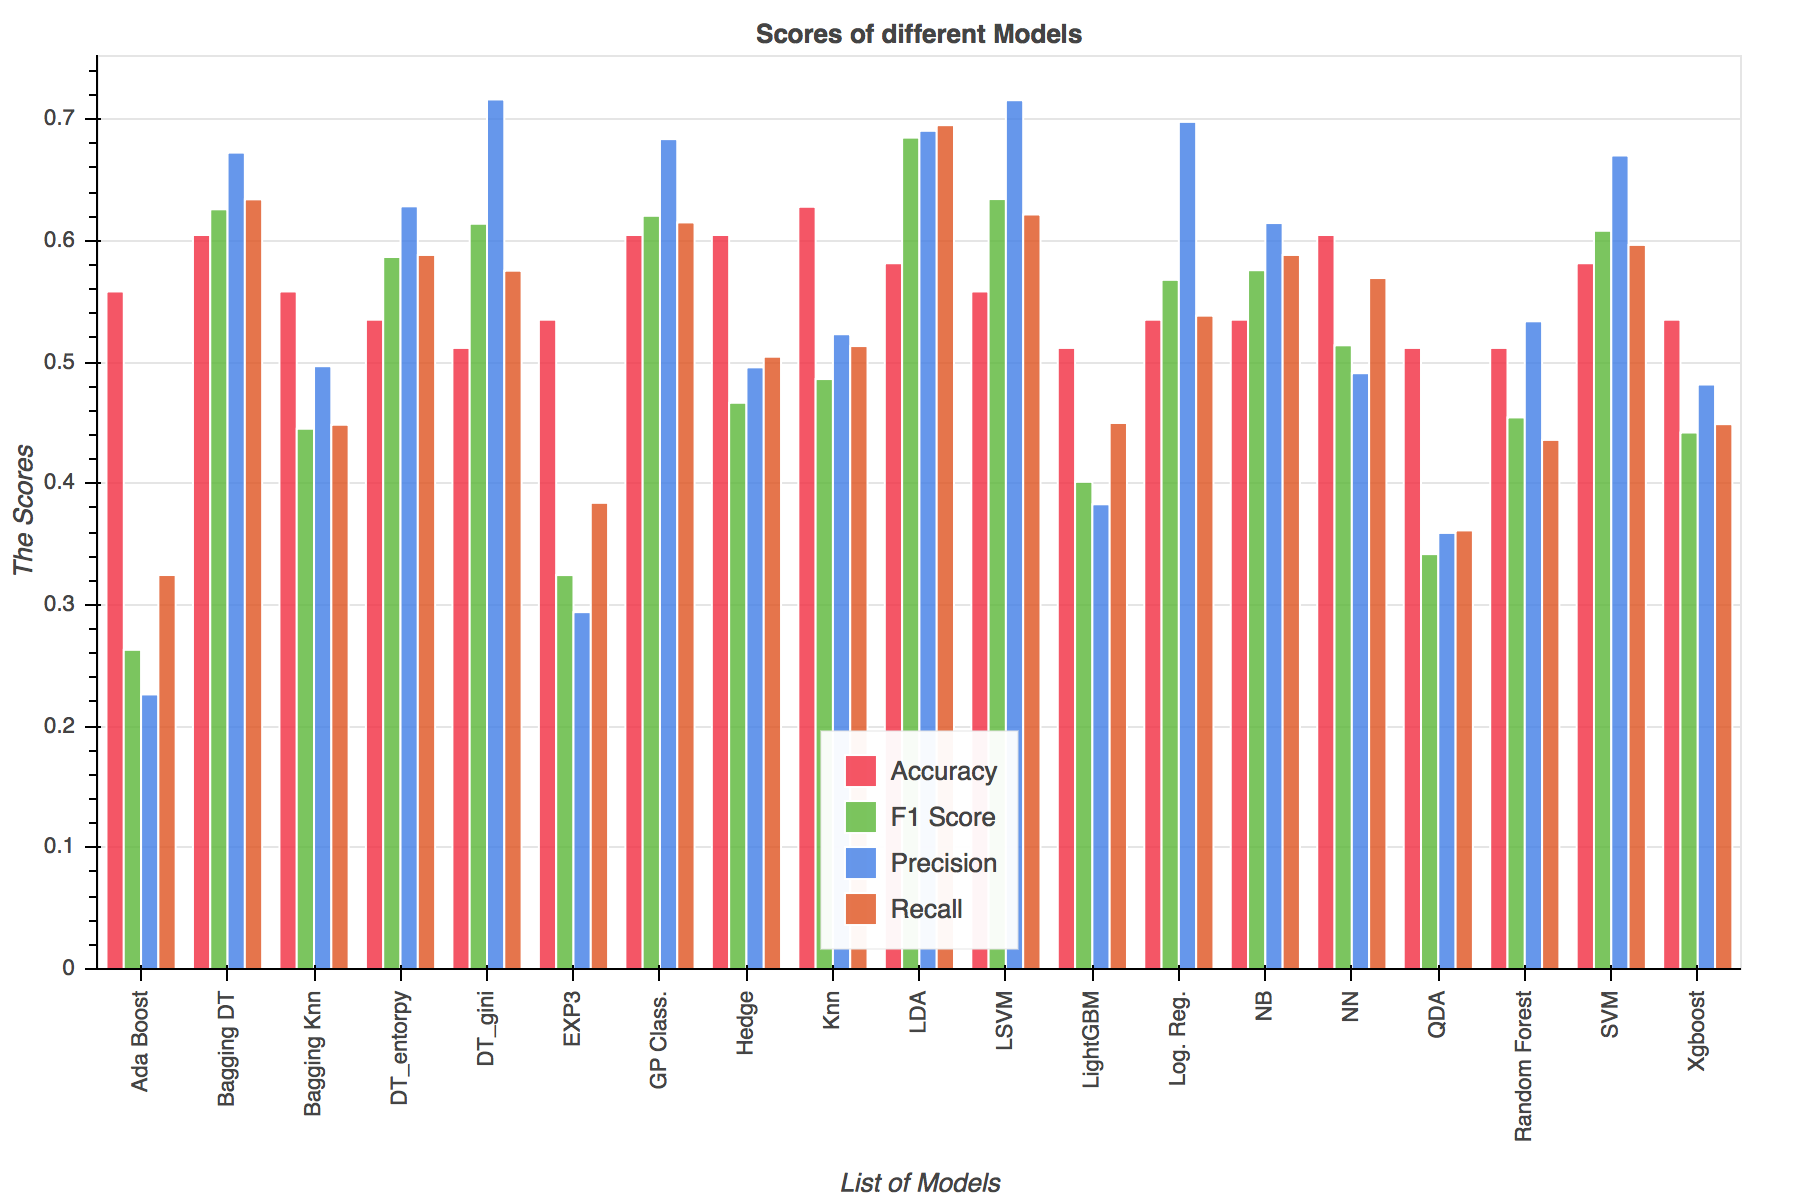 Scores of different Models
The Scores
0.7
0.6
0.5
0.4
0.3
0.2
0.1
0
Accuracy
F1 Score
Precision
Recall
Ada Boost
Bagging DT
Bagging Knn
DT_entorpy
DT_gini
EXP3
GP Class.
Hedge
Knn
LDA
LSVM
LightGBM
Log. Reg.
NB
NN
QDA
Random Forest
SVM
Xgboost
List of Models